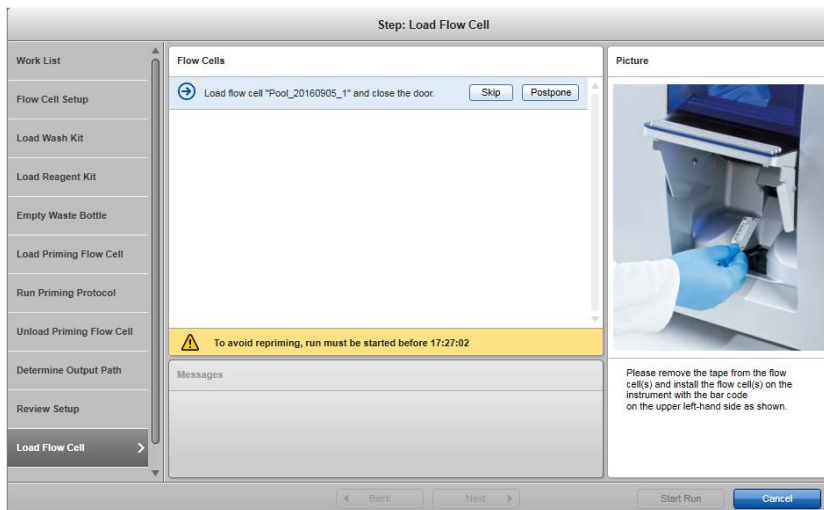 Step: Load Flow Cell
Work List
Flow Cell Setup
Load Wash Kit
Load Reagent Kit
Empty Waste Bottle
Load Priming Flow Cell
Run Priming Protocol
Unload Priming Flow Cell
Determine Output Path
Review Setup
Load Flow Cell
Flow Cells
Load flow cell "Pool_20160905_1" and close the door.
Skip
Postpone
To avoid repriming, run must be started before 17:27:02
Messages
Picture
Please remove the tape from the flow
cell(s) and install the flow cell(s) on the
instrument with the bar code
on the upper left-hand side as shown.
Back
Next
Start Run
Cancel